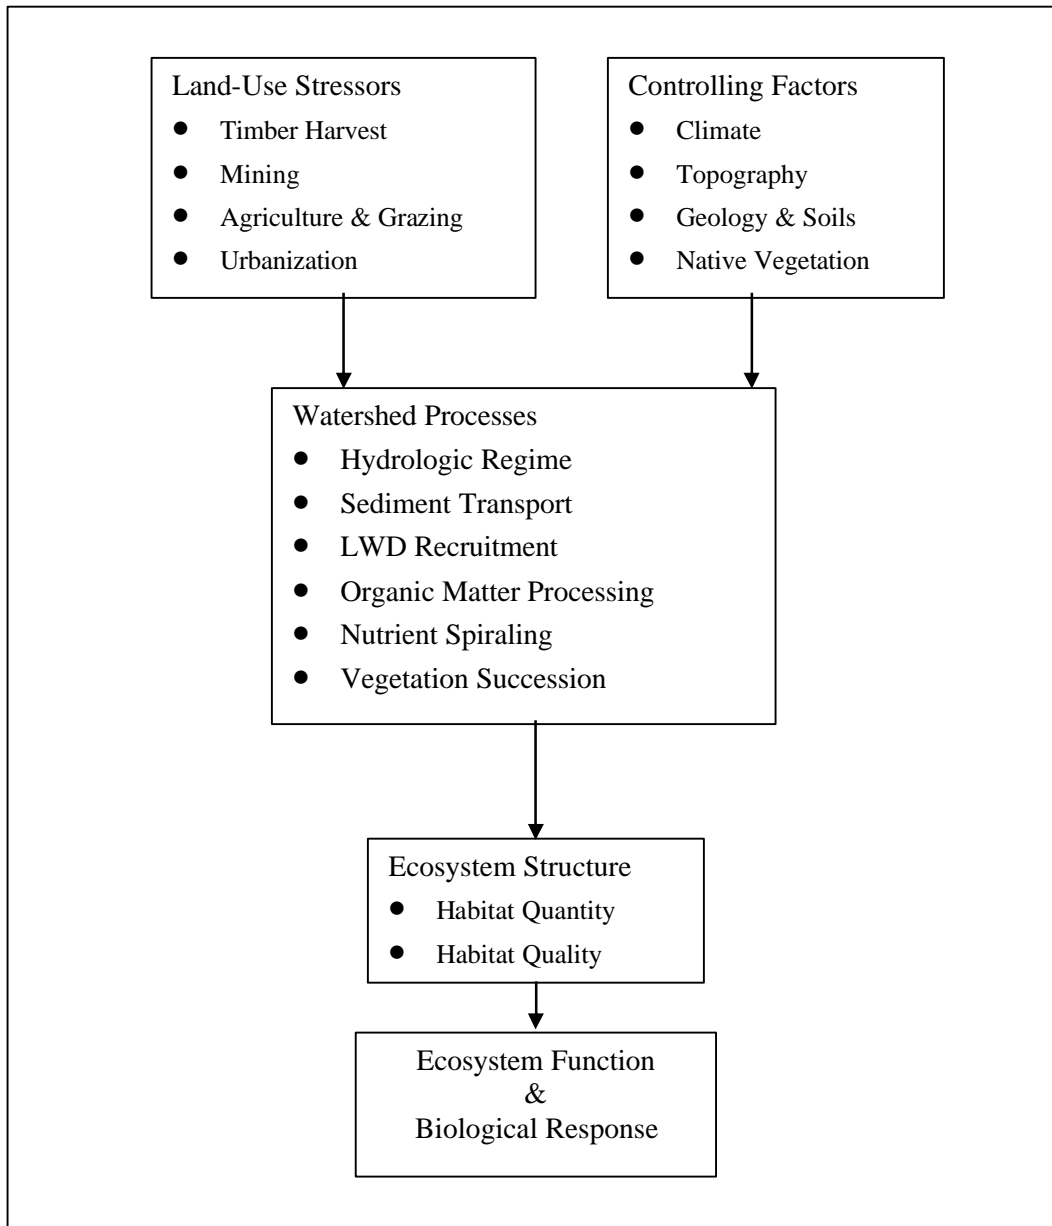 Land-Use Stressors
● Timber Harvest
● Mining
● Agriculture & Grazing
● Urbanization
Controlling Factors
● Climate
● Topography
● Geology & Soils
● Native Vegetation
Watershed Processes
● Hydrologic Regime
● Sediment Transport
● LWD Recruitment
● Organic Matter Processing
● Nutrient Spiraling
● Vegetation Succession
Ecosystem Structure
● Habitat Quantity
● Habitat Quality
Ecosystem Function
&
Biological Response